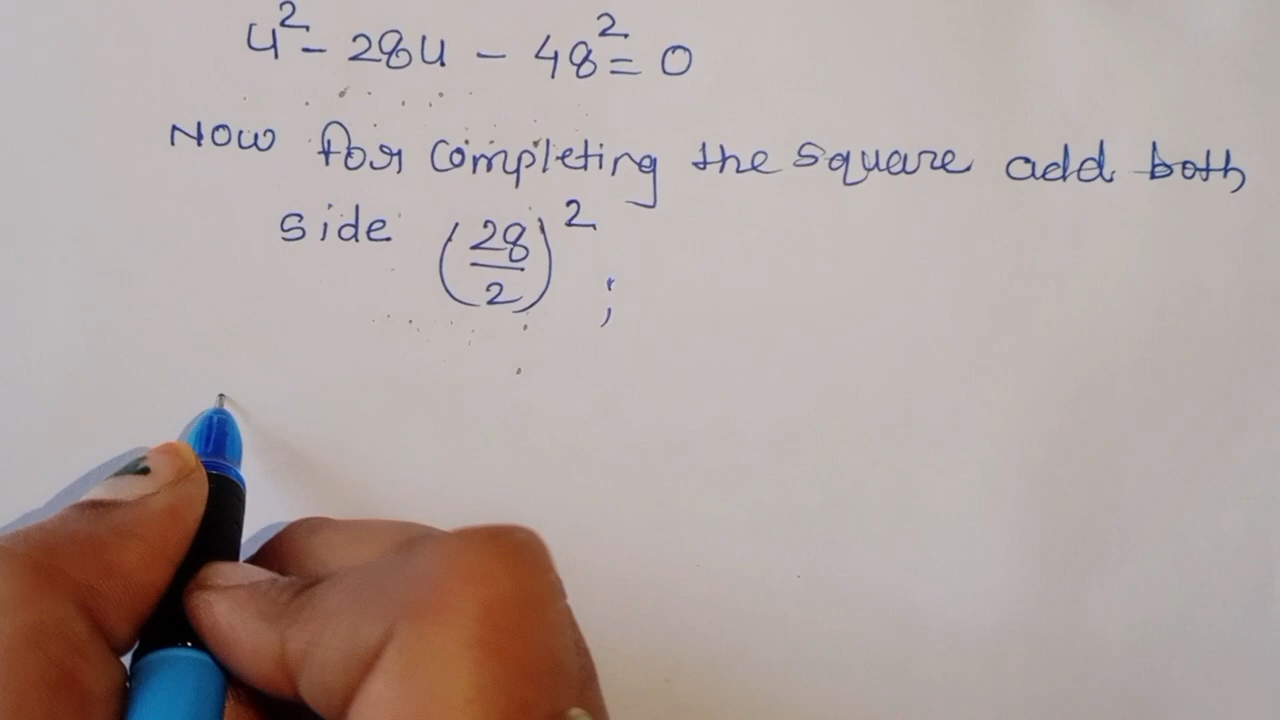 u² - 28u - 48² = 0
Now for completing the square add both
side (28/2)² ;